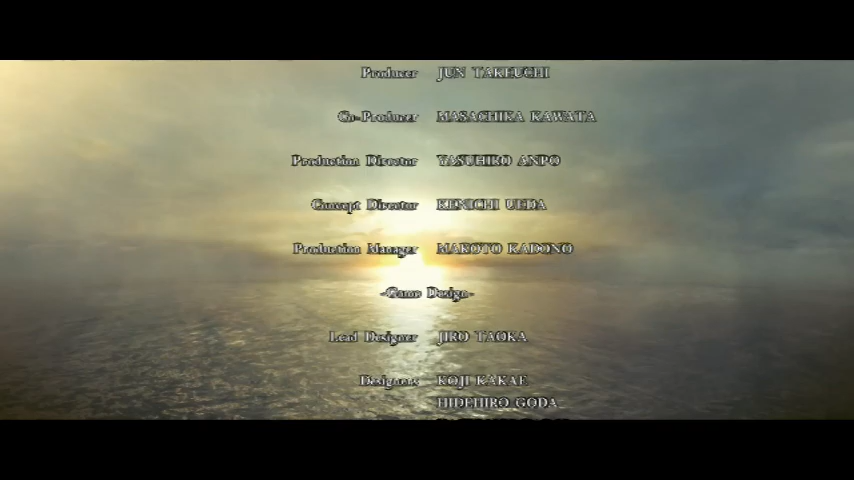 Producer JUN TAKEUCHI
Co-Producer MASACHIKA KAWATA
Production Director YASUHIRO ANPO
Concept Director KENICHI UEDA
Production Manager MAKOTO KADONO
-Game Design-
Lead Designer JIRO TAOKA
Designers KOJI KAKAE
HIDEHIRO GODA